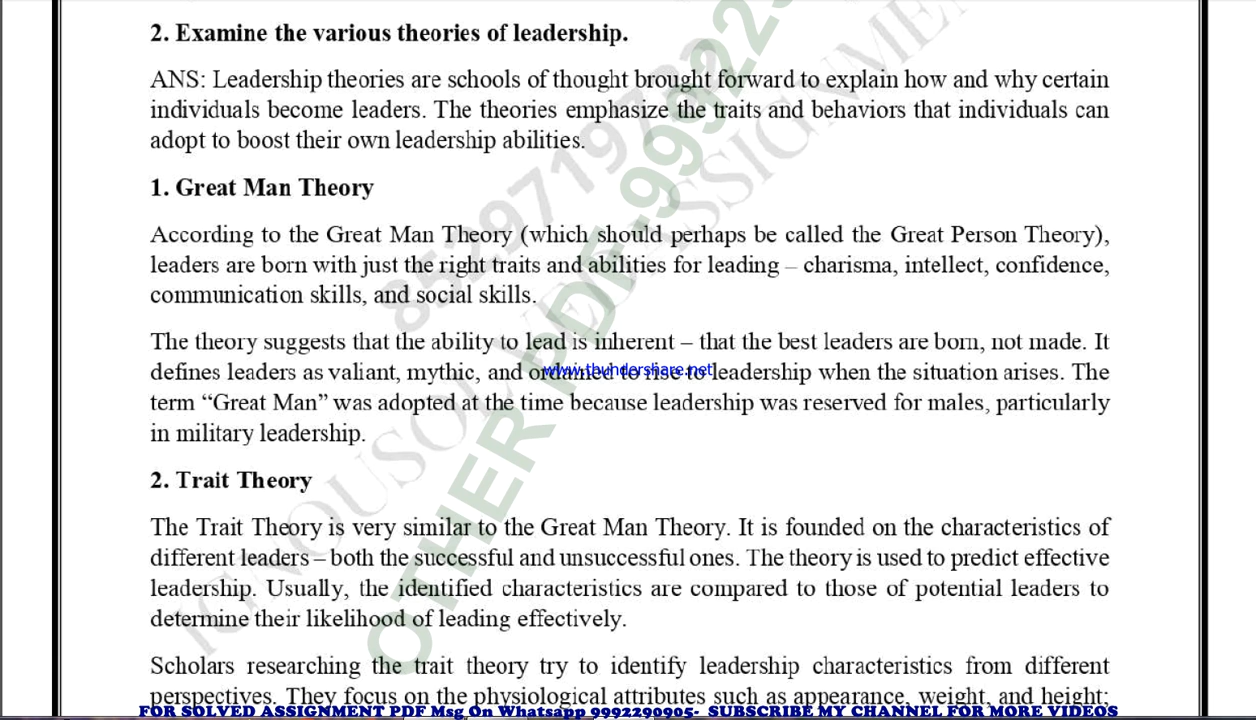 2. Examine the various theories of leadership.
ANS: Leadership theories are schools of thought brought forward to explain how and why certain
individuals become leaders. The theories emphasize the traits and behaviors that individuals can
adopt to boost their own leadership abilities.
1. Great Man Theory
According to the Great Man Theory (which should perhaps be called the Great Person Theory),
leaders are born with just the right traits and abilities for leading – charisma, intellect, confidence,
communication skills, and social skills.
The theory suggests that the ability to lead is inherent – that the best leaders are born, not made. It
defines leaders as valiant, mythic, and ordained to rise to leadership when the situation arises. The
www.thundershare.net
term “Great Man” was adopted at the time because leadership was reserved for males, particularly
in military leadership.
2. Trait Theory
The Trait Theory is very similar to the Great Man Theory. It is founded on the characteristics of
different leaders – both the successful and unsuccessful ones. The theory is used to predict effective
leadership. Usually, the identified characteristics are compared to those of potential leaders to
determine their likelihood of leading effectively.
Scholars researching the trait theory try to identify leadership characteristics from different
perspectives. They focus on the physiological attributes such as appearance, weight, and height;
FOR SOLVED ASSIGNMENT PDF Msg On Whatsapp 9992290905- SUBSCRIBE MY CHANNEL FOR MORE VIDEOS
OTHER PDF-99922